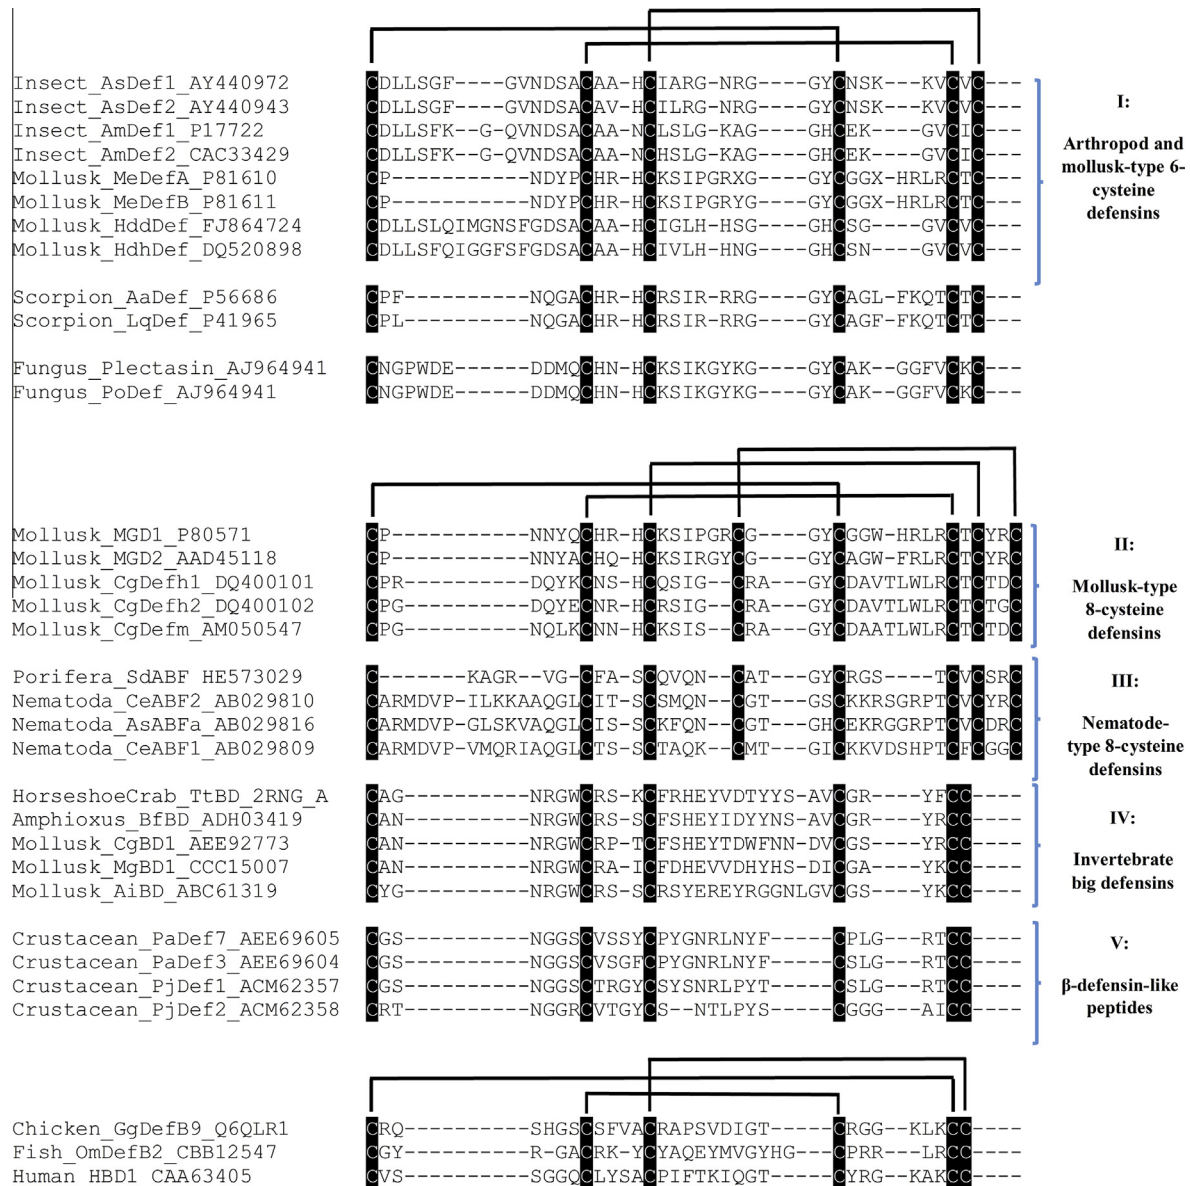 Insect_AsDef1_AY440972 CDLLSGF----GVNDSACAA-HCIARG-NRG----GYCNSK---KVCVC---
Insect_AsDef2_AY440943 CDLLSGF----GVNDSACAV-HCILRG-NRG----GYCNSK---KVCVC---
Insect_AmDef1_P17722 CDLLSFK--G-QVNDSACAA-NCLSLG-KAG----GHCEK----GVCIC---
Insect_AmDef2_CAC33429 CDLLSFK--G-QVNDSACAA-NCHSLG-KAG----GHCEK----GVCIC---
Mollusk_MeDefA_P81610 CP-----------NDYPCHR-HCKSIPGRXG----GYCGGX-HRLRCTC---
Mollusk_MeDefB_P81611 CP-----------NDYPCHR-HCKSIPGRYG----GYCGGX-HRLRCTC---
Mollusk_HddDef_FJ864724 CDLLSLQIMGNSFGDSACAA-HCIGLH-HSG----GHCSG----GVCVC---
Mollusk_HdhDef_DQ520898 CDLLSFQIGGFSFGDSACAA-HCIVLH-HNG----GHCSN----GVCVC---
I:
Arthropod and
mollusk-type 6-
cysteine
defensins
Scorpion_AaDef_P56686 CPF----------NQGACHR-HCRSIR-RRG----GYCAGL-FKQTCTC---
Scorpion_LqDef_P41965 CPL----------NQGACHR-HCRSIR-RRG----GYCAGF-FKQTCTC---
Fungus_Plectasin_AJ964941 CNGPWDE------DDMQCHN-HCKSIKGYKG----GYCAK--GGFVCKC---
Fungus_PoDef_AJ964941 CNGPWDE------DDMQCHN-HCKSIKGYKG----GYCAK--GGFVCKC---
Mollusk_MGD1_P80571 CP-----------NNYQCHR-HCKSIPGRCG----GYCGGW-HRLRCTCYRC
Mollusk_MGD2_AAD45118 CP-----------NNYACHQ-HCKSIRGYCG----GYCAGW-FRLRCTCYRC
Mollusk_CgDefh1_DQ400101 CPR----------DQYKCNS-HCQSIG--CRA---GYCDAVTLWLRCTCTDC
Mollusk_CgDefh2_DQ400102 CPG----------DQYECNR-HCRSIG--CRA---GYCDAVTLWLRCTCTGC
Mollusk_CgDefm_AM050547 CPG----------NQLKCNN-HCKSIS--CRA---GYCDAATLWLRCTCTDC
II:
Mollusk-type
8-cysteine
defensins
Porifera_SdABF HE573029 C-------KAGR--VG-CFA-SCQVQN--CAT---GYCRGS---TCVCSRC
Nematoda_CeABF2_AB029810 CARMDVP-ILKKAAQGLCIT-SCSMQN--CGT---GSCKKRSGRPTCVCYRC
Nematoda_AsABFa_AB029816 CARMDVP-GLSKVAQGLCIS-SCKFQN--CGT---GHCEKRGGRPTCVCDRC
Nematoda_CeABF1_AB029809 CARMDVP-VMQRIAQGLCTS-SCTAQK--CMT---GICKKVDSHPTCFCGGC
III:
Nematode-
type 8-cysteine
defensins
HorseshoeCrab_TtBD_2RNG_A CAG----------NRGWCRS-KCFRHEYVDTYYS-AVCGR----YFCC----
Amphioxus_BfBD_ADH03419 CAN----------NRGWCRS-SCFSHEYIDYYNS-AVCGR----YRCC----
Mollusk_CgBD1_AEE92773 CAN----------NRGWCRP-TCFSHEYTDWFNN-DVCGS----YRCC----
Mollusk_MgBD1_CCC15007 CAN----------NRGWCRA-ICFDHEVVDHYHS-DICGA----YKCC----
Mollusk_AiBD_ABC61319 CYG----------NRGWCRS-SCRSYEREYRGGNLGVCGS----YKCC----
IV:
Invertebrate
big defensins
Crustacean_PaDef7_AEE69605 CGS----------NGGSCVSSYCPYGNRLNYF-----CPLG---RTCC----
Crustacean_PaDef3_AEE69604 CGS----------NGGSCVSGFCPYGNRLNYF-----CSLG---RTCC----
Crustacean_PjDef1_ACM62357 CGS----------NGGSCTRGYCSYSNRLPYT-----CSLG---RTCC----
Crustacean_PjDef2_ACM62358 CRT----------NGGRCVTGYCS--NTLPYS-----CGGG---AICC----
V:
β-defensin-like
peptides
Chicken_GgDefB9_Q6QLR1 CRQ----------SHGSCSFVACRAPSVDIGT-----CRGG--KLKCC----
Fish_OmDefB2_CBB12547 CGY----------R-GACRK-YCYAQEYMVGYHG---CPRR---LRCC----
Human_HBD1_CAA63405 CVS----------SGGQCLYSACPIFTKIQGT-----CYRG--KAKCC----